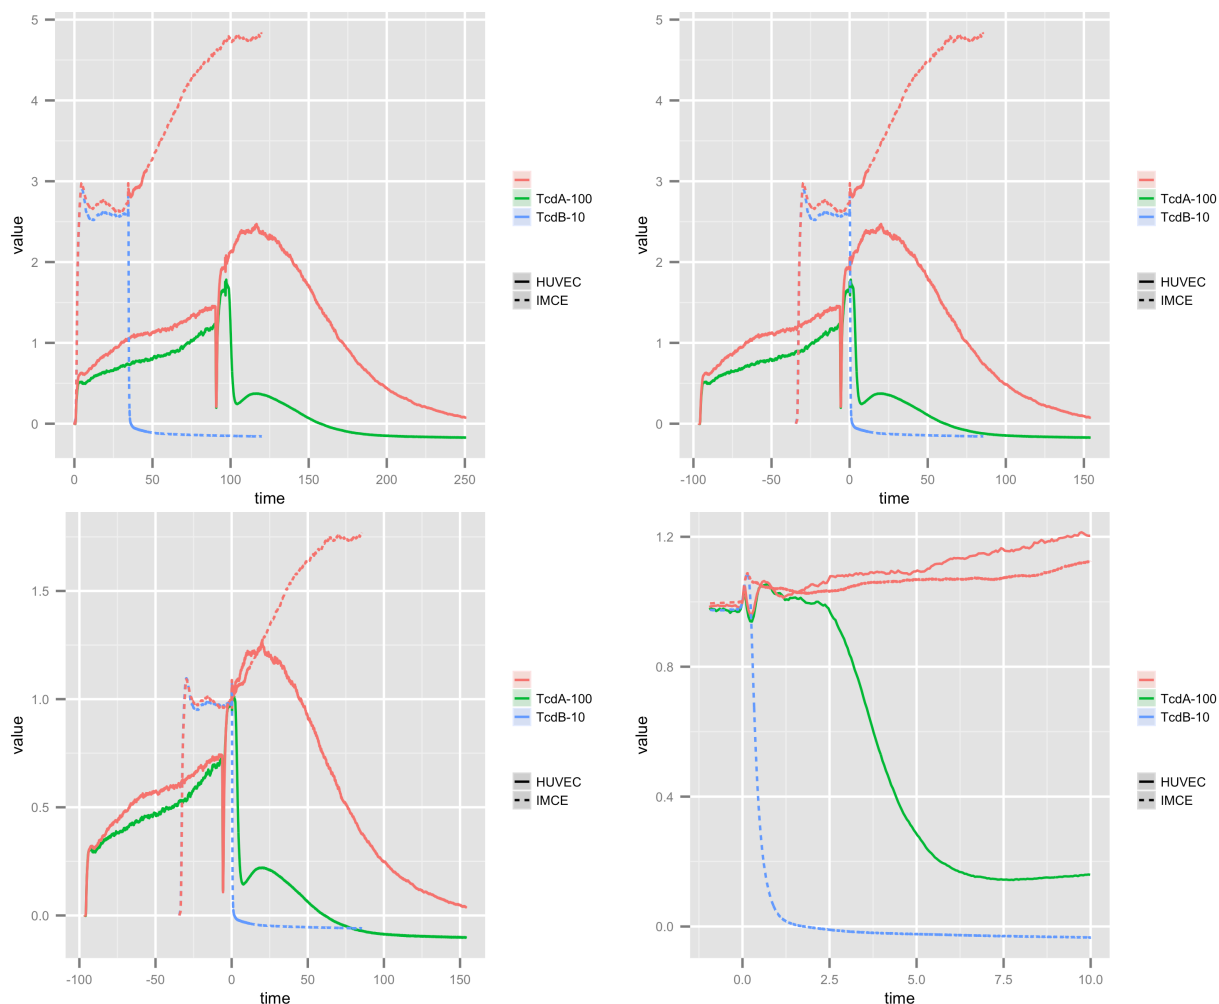 5
4
3
2
1
0
value
0
50
100
150
200
250
time
TcdA-100
TcdB-10
HUVEC
IMCE
5
4
3
2
1
0
value
-100
-50
0
50
100
150
time
TcdA-100
TcdB-10
HUVEC
IMCE
1.5
1.0
0.5
0.0
value
-100
-50
0
50
100
150
time
TcdA-100
TcdB-10
HUVEC
IMCE
1.2
0.8
0.4
0.0
value
0.0
2.5
5.0
7.5
10.0
time
TcdA-100
TcdB-10
HUVEC
IMCE